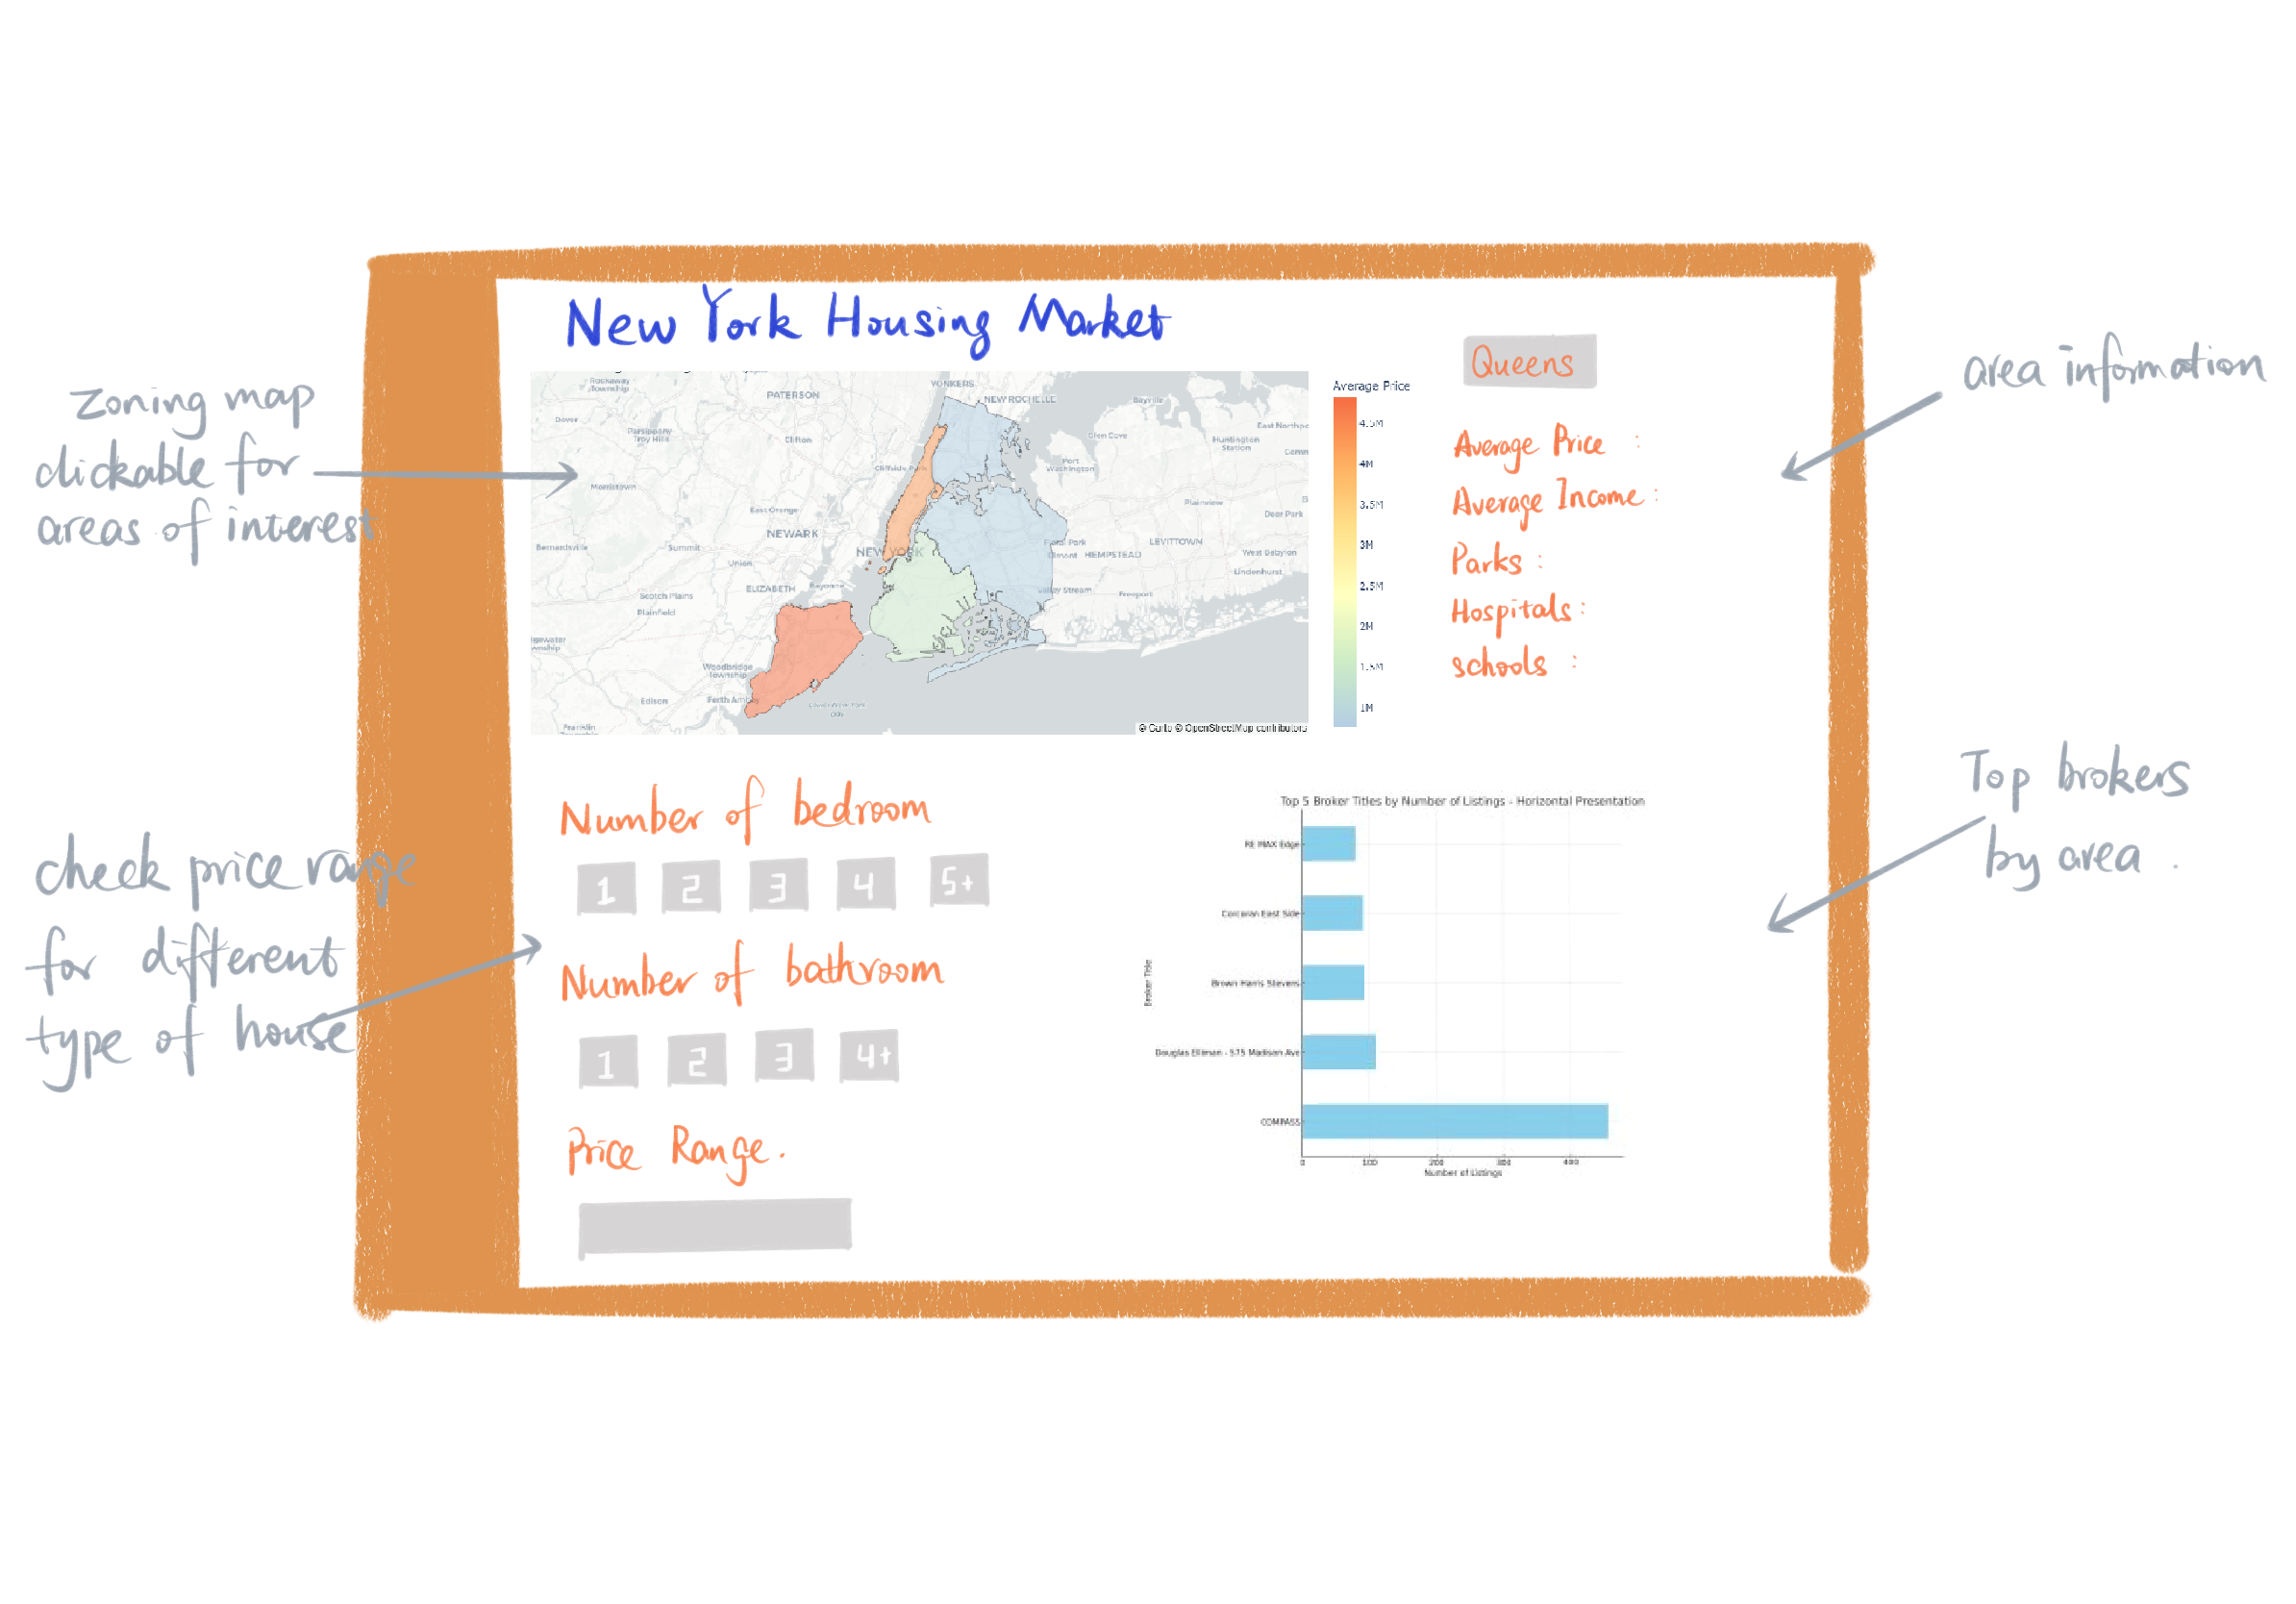 New York Housing Market
zoning map
clickable for
areas of interest
Rockaway
Township
PATERSON
YONKERS
NEW ROCHELLE
Bayville
Dover
Parsippany
Troy Hills
Clifton
Glen Cove
East Northpo
Huntington
Station
Comm
Cliffside Park
Port
Washington
Morristown
East Orange
Plainview
Deer Park
NEWARK
NEW YORK
Floral Park
Elmont
HEMPSTEAD
LEVITTOWN
West Babylon
Bernardsville
Summit
Union
Lindenhurst
ELIZABETH
Bayonne
Valley Stream
Freeport
Scotch Plains
Plainfield
Woodbridge
Township
Edison
Perth Amboy
Franklin
© Carto © OpenStreetMap contributors
Average Price
4.5M
4M
3.5M
3M
2.5M
2M
1.5M
1M
Queens
Average Price :
Average Income :
Parks :
Hospitals :
schools :
area information
check price range
for different
type of house
Number of bedroom
1 2 3 4 5+
Number of bathroom
1 2 3 4+
Price Range.
Top 5 Broker Titles by Number of Listings - Horizontal Presentation
Broker Title
RE MAX Edge
Corcoran East Side
Brown Harris Stevens
Douglas Elliman - 575 Madison Ave
COMPASS
0 100 200 300 400
Number of Listings
Top brokers
by area .